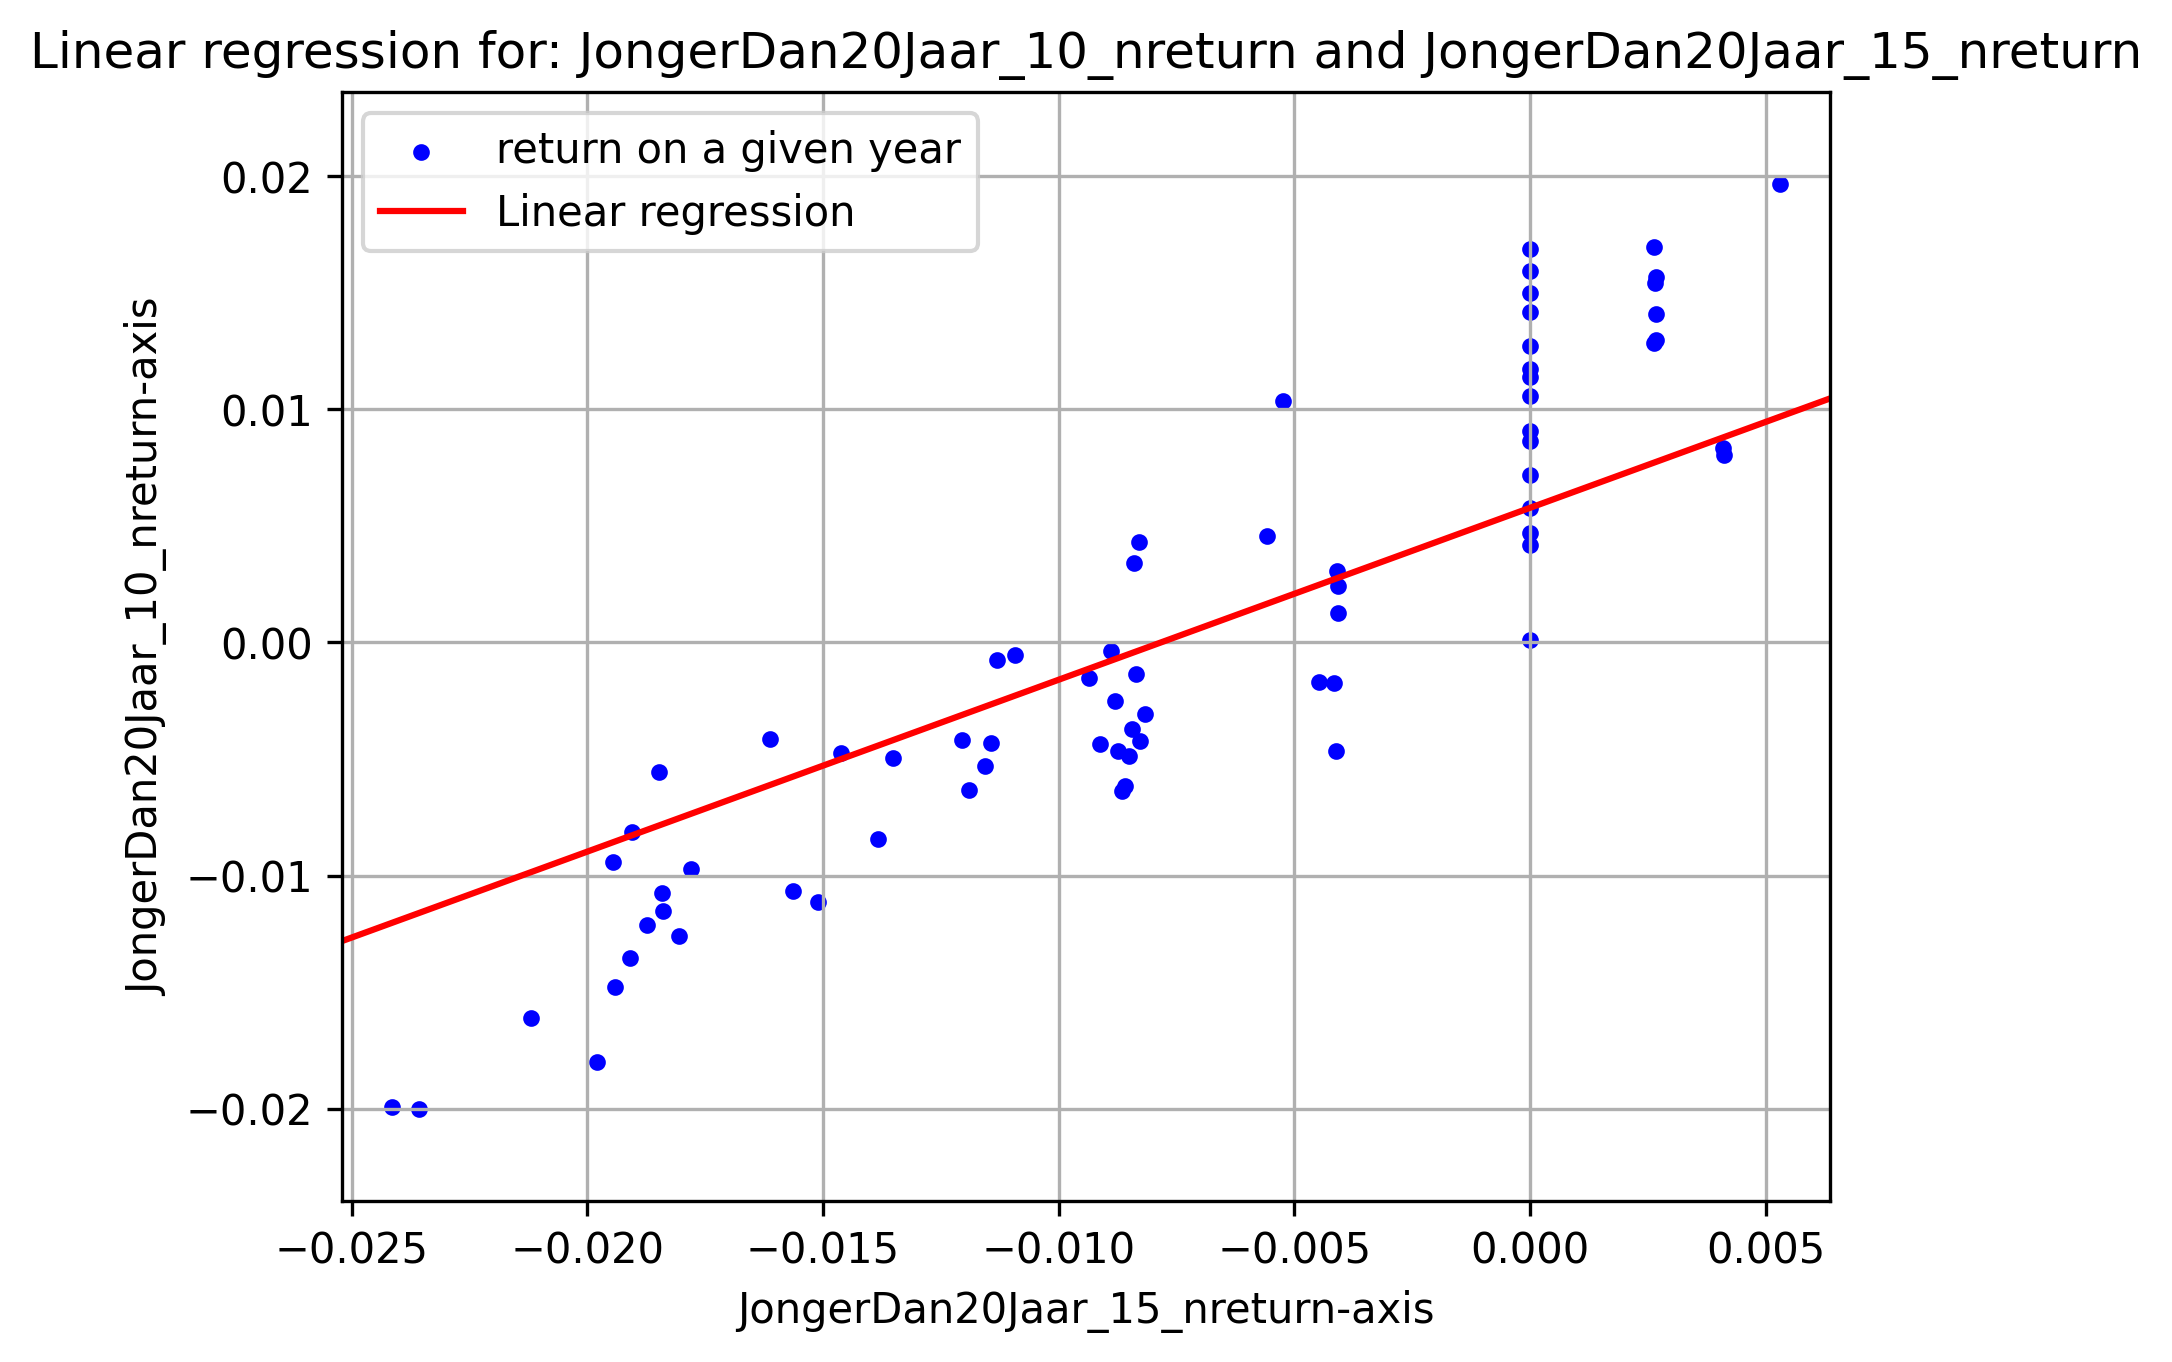 Linear regression for: JongerDan20Jaar_10_nreturn and JongerDan20Jaar_15_nreturn
return on a given year
Linear regression
JongerDan20Jaar_10_nreturn-axis
0.02
0.01
0.00
−0.01
−0.02
−0.025 −0.020 −0.015 −0.010 −0.005 0.000 0.005
JongerDan20Jaar_15_nreturn-axis